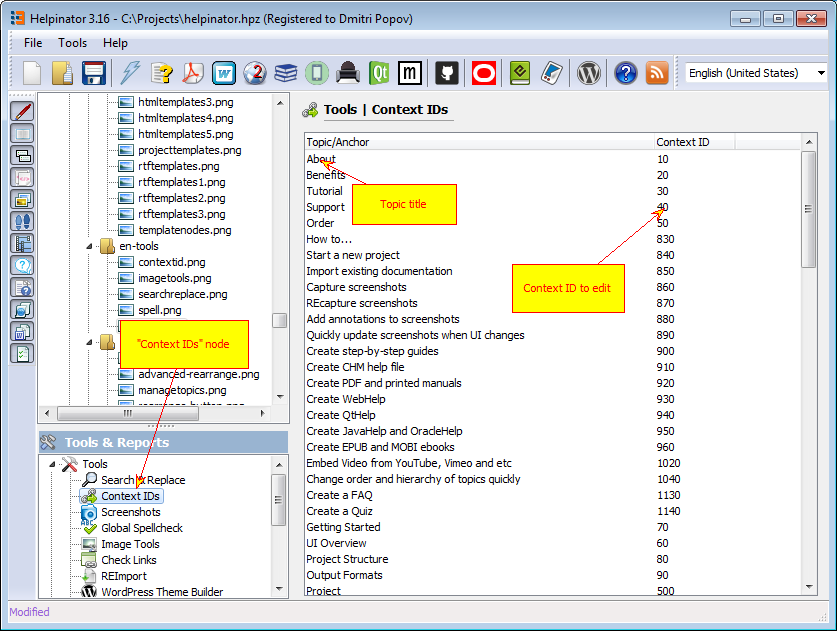 Helpinator 3.16 - C:\Projects\helpinator.hpz (Registered to Dmitri Popov)
File Tools Help
English (United States)
htmltemplates3.png
htmltemplates4.png
htmltemplates5.png
projecttemplates.png
rtftemplates.png
rtftemplates1.png
rtftemplates2.png
rtftemplates3.png
templatenodes.png
en-tools
contextid.png
imagetools.png
searchreplace.png
spell.png
"Context IDs" node
advanced-rearrange.png
managetopics.png
Tools & Reports
Tools
Search Replace
Context IDs
Screenshots
Global Spellcheck
Image Tools
Check Links
REImport
WordPress Theme Builder
Tools | Context IDs
Topic/Anchor Context ID
About 10
Benefits 20
Tutorial 30
Support 40
Order 50
How to... 830
Start a new project 840
Import existing documentation 850
Capture screenshots 860
REcapture screenshots 870
Add annotations to screenshots 880
Quickly update screenshots when UI changes 890
Create step-by-step guides 900
Create CHM help file 910
Create PDF and printed manuals 920
Create WebHelp 930
Create QtHelp 940
Create JavaHelp and OracleHelp 950
Create EPUB and MOBI ebooks 960
Embed Video from YouTube, Vimeo and etc 1020
Change order and hierarchy of topics quickly 1040
Create a FAQ 1130
Create a Quiz 1140
Getting Started 70
UI Overview 60
Project Structure 80
Output Formats 90
Project 500
Topic title
Context ID to edit
Modified